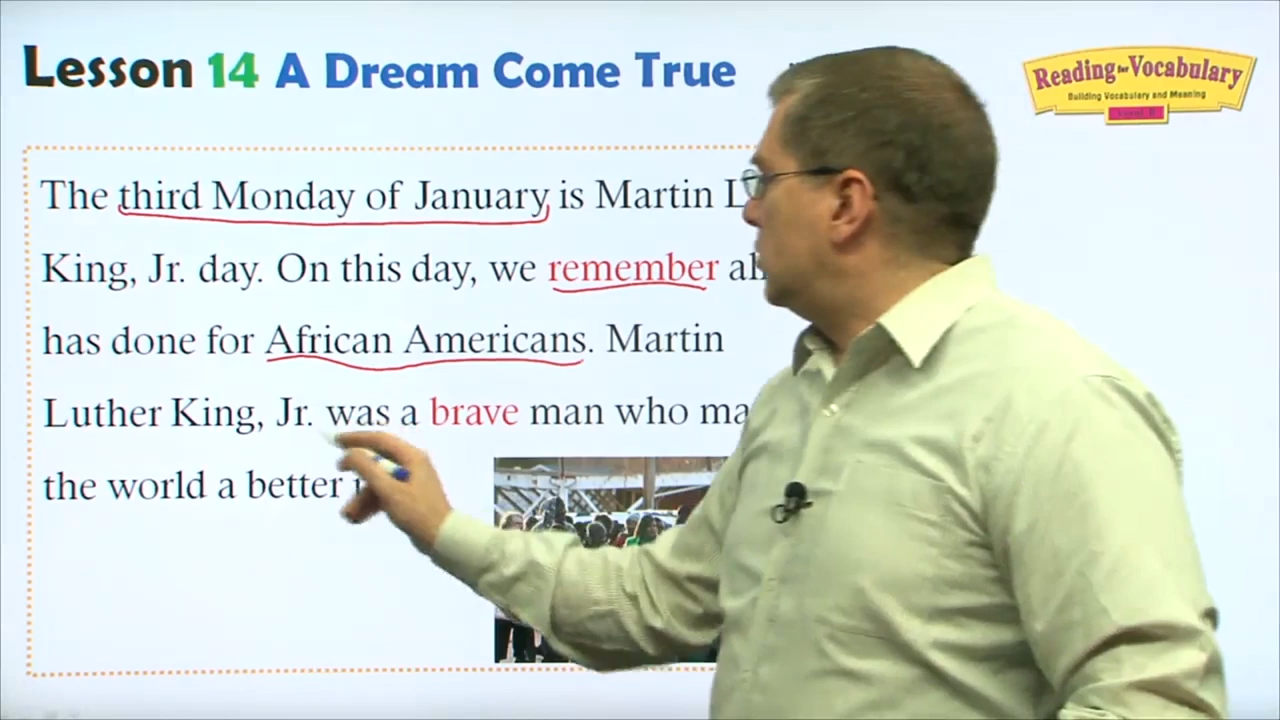 Lesson 14 A Dream Come True
Reading for Vocabulary
Building Vocabulary and Meaning
The third Monday of January is Martin L
King, Jr. day. On this day, we remember al
has done for African Americans. Martin
Luther King, Jr. was a brave man who ma
the world a better